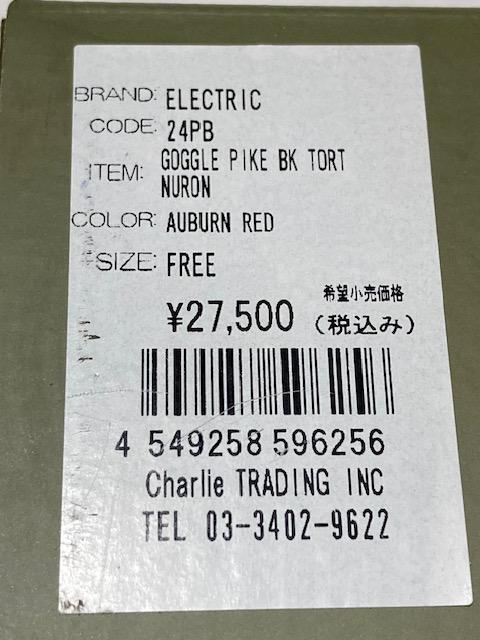 BRAND: ELECTRIC
CODE: 24PB
ITEM: GOGGLE PIKE BK TORT
NURON
COLOR: AUBURN RED
SIZE: FREE
希望小売価格
¥27,500 (税込み)
4 549258 596256
Charlie TRADING INC
TEL 03-3402-9622